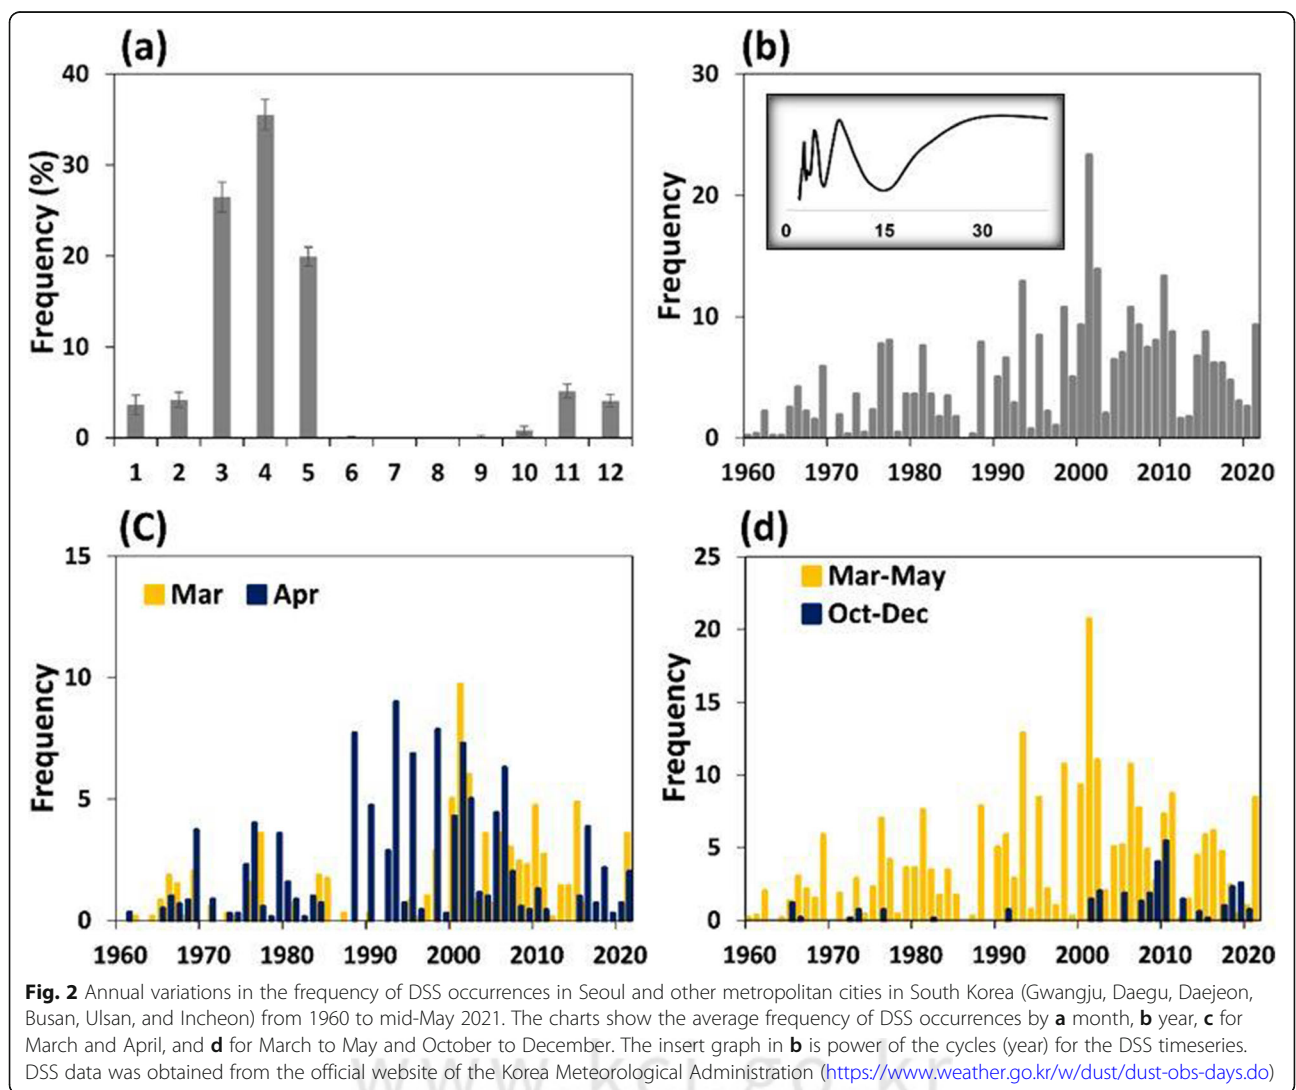 (a)
40
30
20
10
0
Frequency (%)
1 2 3 4 5 6 7 8 9 10 11 12
(b)
30
20
10
0
Frequency
0 15 30
1960 1970 1980 1990 2000 2010 2020
(C)
15
10
5
0
Frequency
Mar Apr
1960 1970 1980 1990 2000 2010 2020
(d)
25
20
15
10
5
0
Frequency
Mar-May
Oct-Dec
1960 1970 1980 1990 2000 2010 2020
Fig. 2 Annual variations in the frequency of DSS occurrences in Seoul and other metropolitan cities in South Korea (Gwangju, Daegu, Daejeon,
Busan, Ulsan, and Incheon) from 1960 to mid-May 2021. The charts show the average frequency of DSS occurrences by a month, b year, c for
March and April, and d for March to May and October to December. The insert graph in b is power of the cycles (year) for the DSS timeseries.
DSS data was obtained from the official website of the Korea Meteorological Administration (https://www.weather.go.kr/w/dust/dust-obs-days.do)
www.kci.go.kr